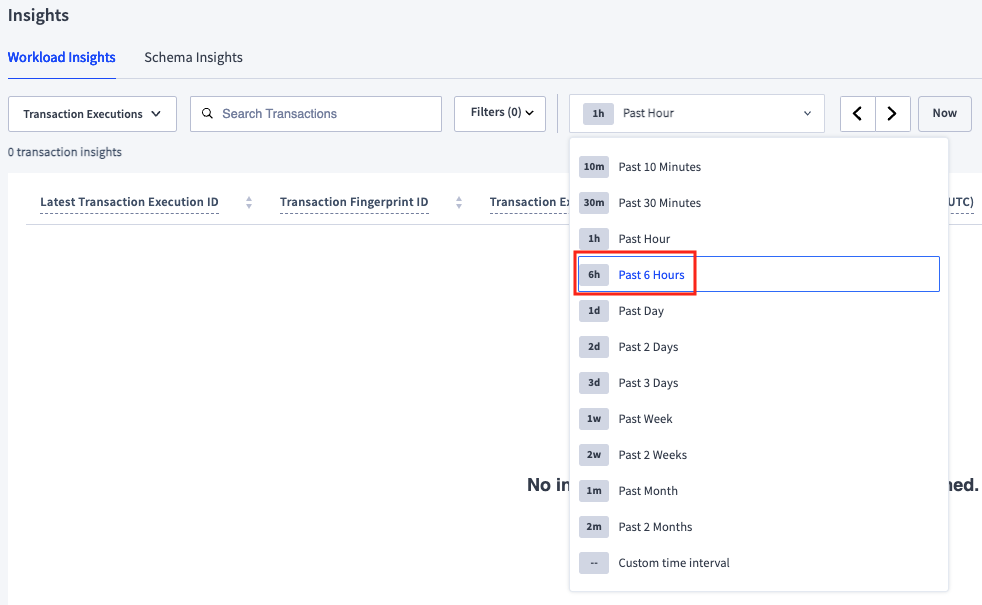 Insights
Workload Insights Schema Insights
Transaction Executions Search Transactions Filters (0) 1h Past Hour Now
0 transaction insights
10m Past 10 Minutes
Latest Transaction Execution ID Transaction Fingerprint ID Transaction 30m Past 30 Minutes UTC)
1h Past Hour
6h Past 6 Hours
1d Past Day
2d Past 2 Days
3d Past 3 Days
1w Past Week
2w Past 2 Weeks
No
1m Past Month
2m Past 2 Months
-- Custom time interval